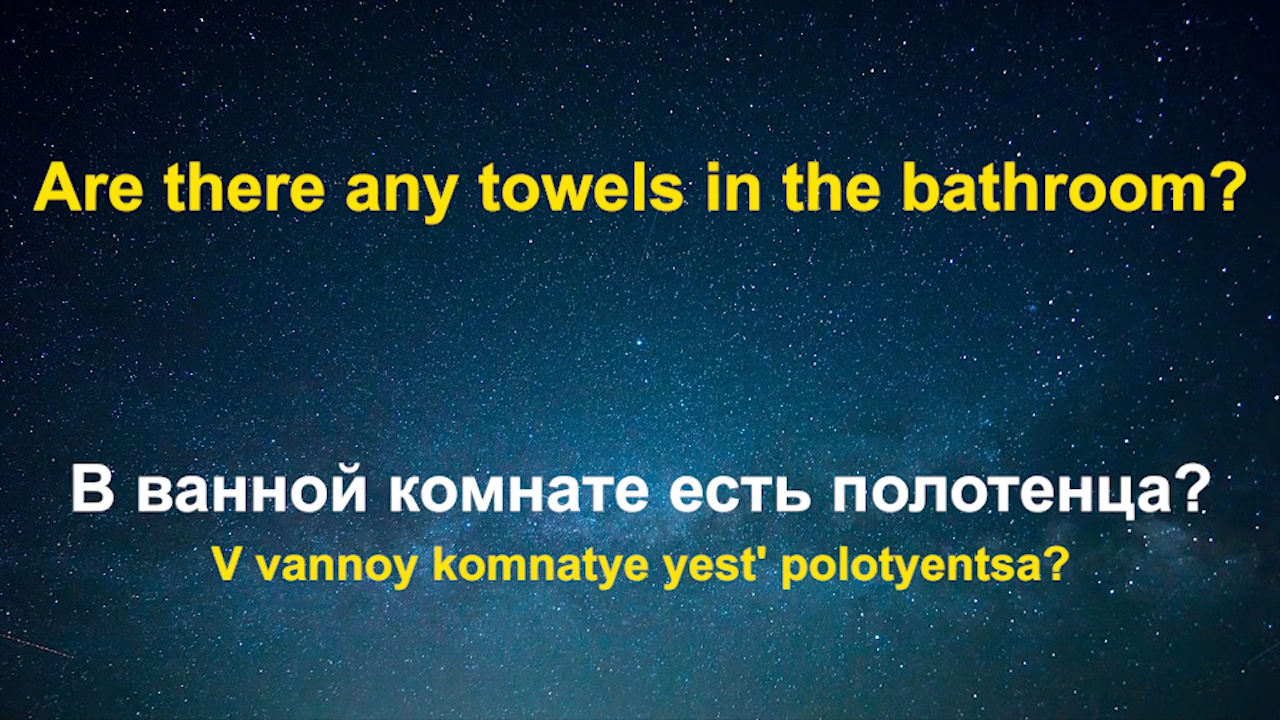 Are there any towels in the bathroom?
В ванной комнате есть полотенца?
V vannoy komnatye yest' polotyentsa?